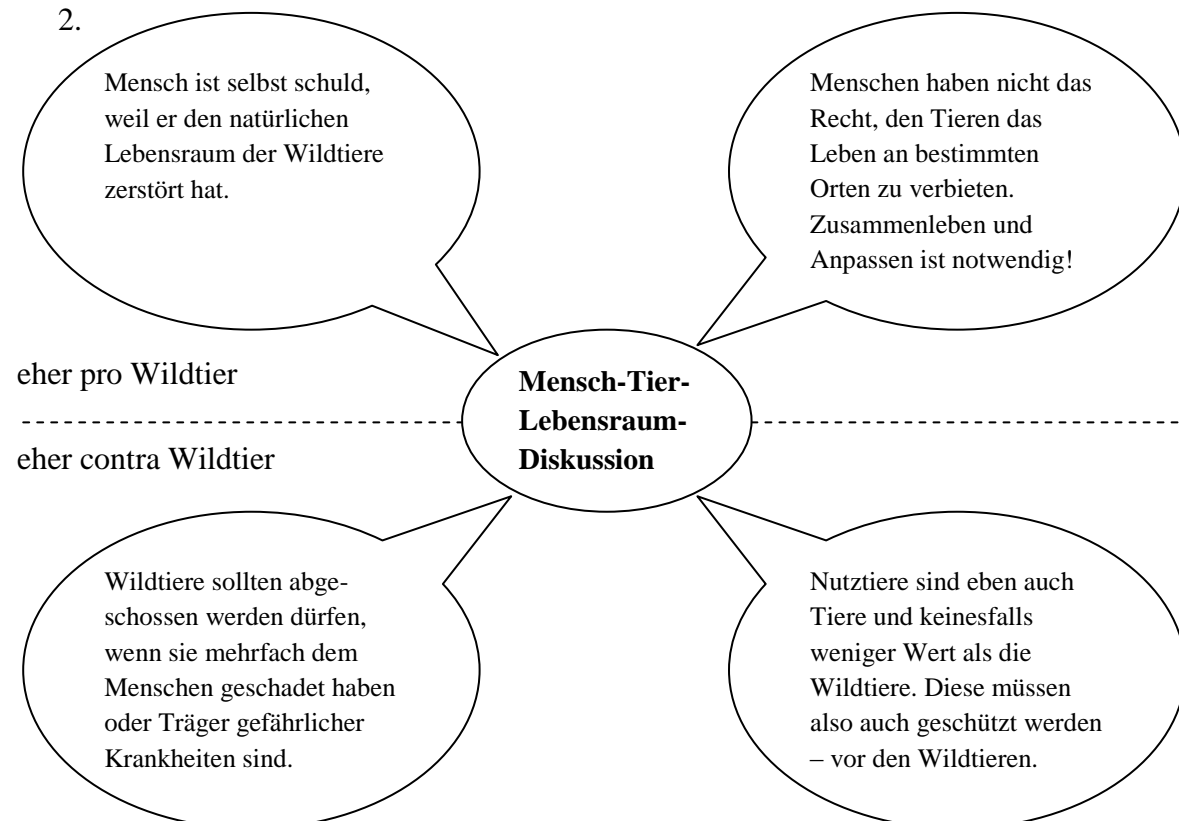 2.
Mensch ist selbst schuld,
weil er den natürlichen
Lebensraum der Wildtiere
zerstört hat.
Menschen haben nicht das
Recht, den Tieren das
Leben an bestimmten
Orten zu verbieten.
Zusammenleben und
Anpassen ist notwendig!
eher pro Wildtier
Mensch-Tier-
Lebensraum-
Diskussion
eher contra Wildtier
Wildtiere sollten abge-
schossen werden dürfen,
wenn sie mehrfach dem
Menschen geschadet haben
oder Träger gefährlicher
Krankheiten sind.
Nutztiere sind eben auch
Tiere und keinesfalls
weniger Wert als die
Wildtiere. Diese müssen
also auch geschützt werden
– vor den Wildtieren.